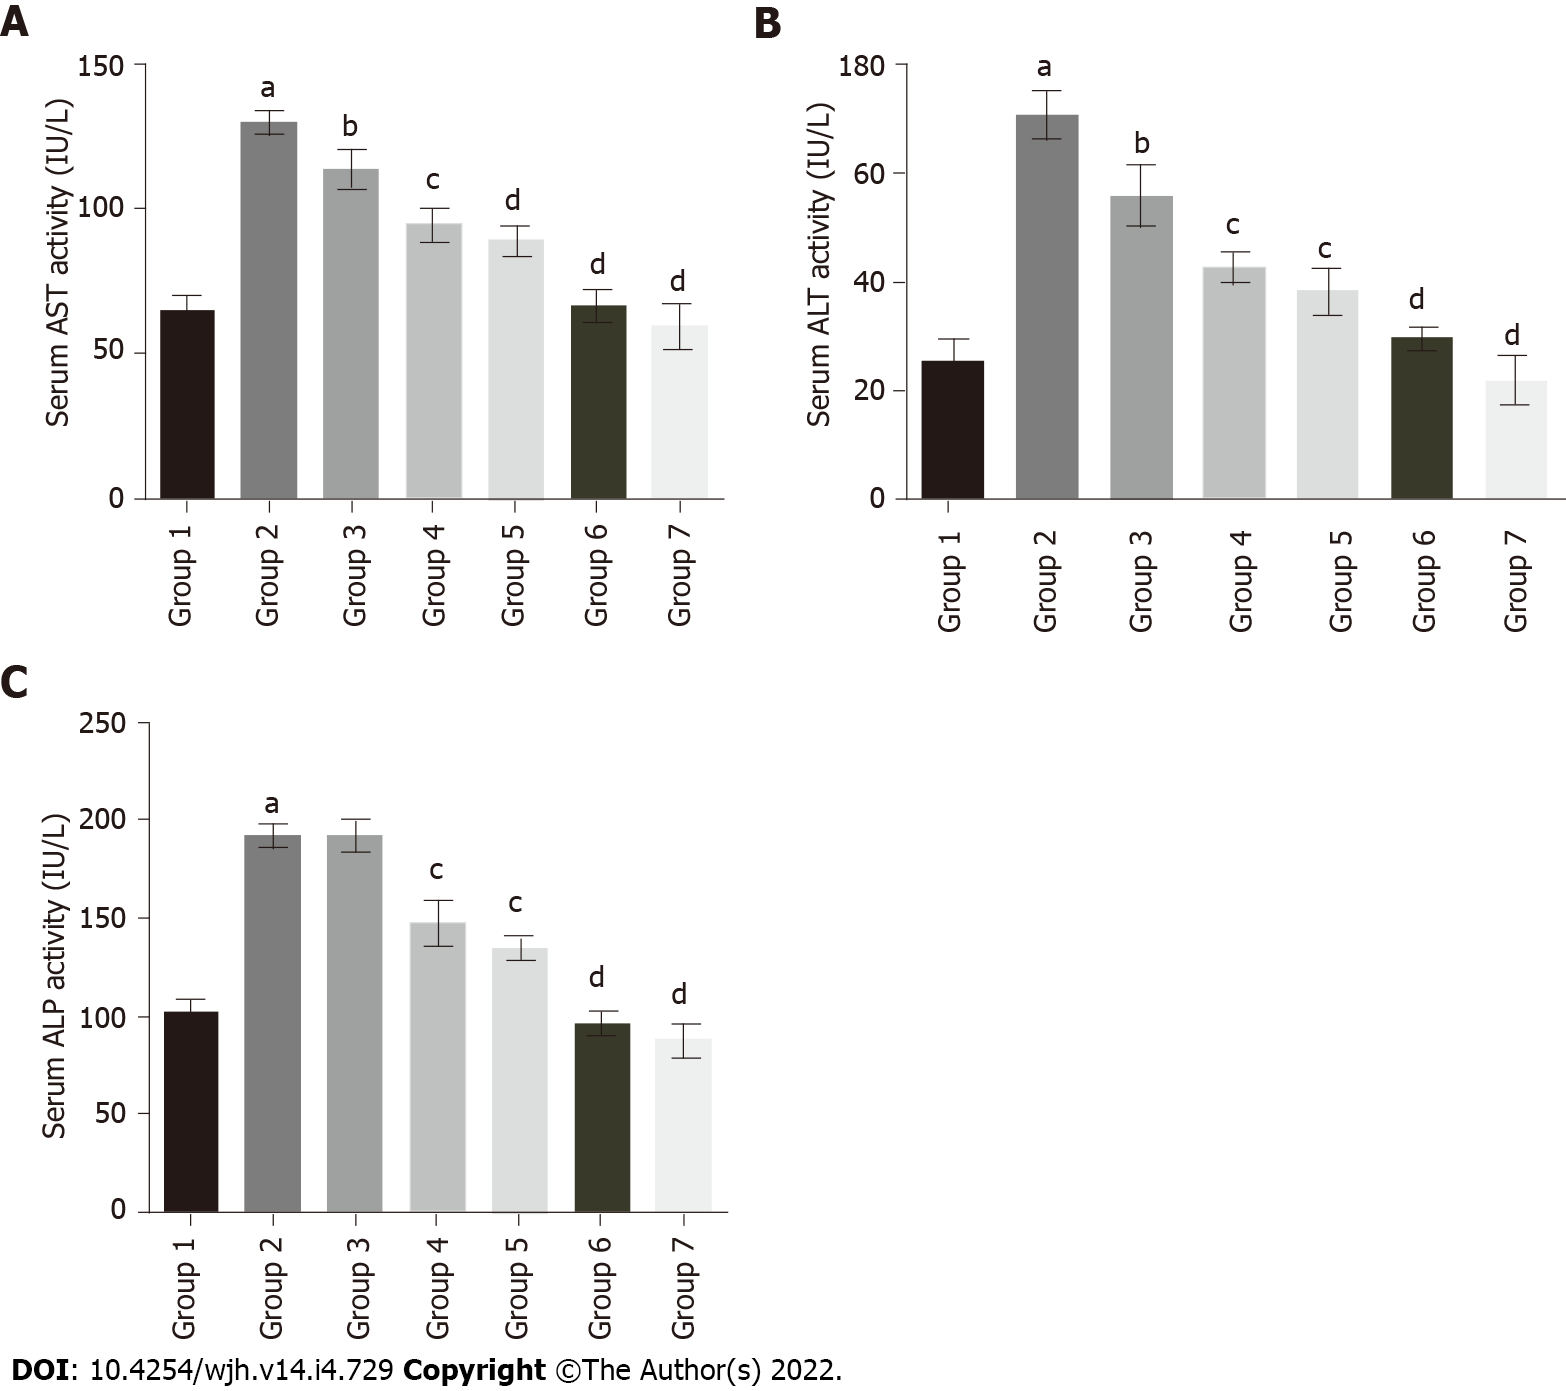 A
Serum AST activity (IU/L)
150
100
50
0
a
b
c
d
d
d
Group 1
Group 2
Group 3
Group 4
Group 5
Group 6
Group 7
B
Serum ALT activity (IU/L)
180
60
40
20
0
a
b
c
c
d
d
Group 1
Group 2
Group 3
Group 4
Group 5
Group 6
Group 7
C
Serum ALP activity (IU/L)
250
200
150
100
50
0
a
c
c
d
d
Group 1
Group 2
Group 3
Group 4
Group 5
Group 6
Group 7
DOI: 10.4254/wjh.v14.i4.729 Copyright ©The Author(s) 2022.